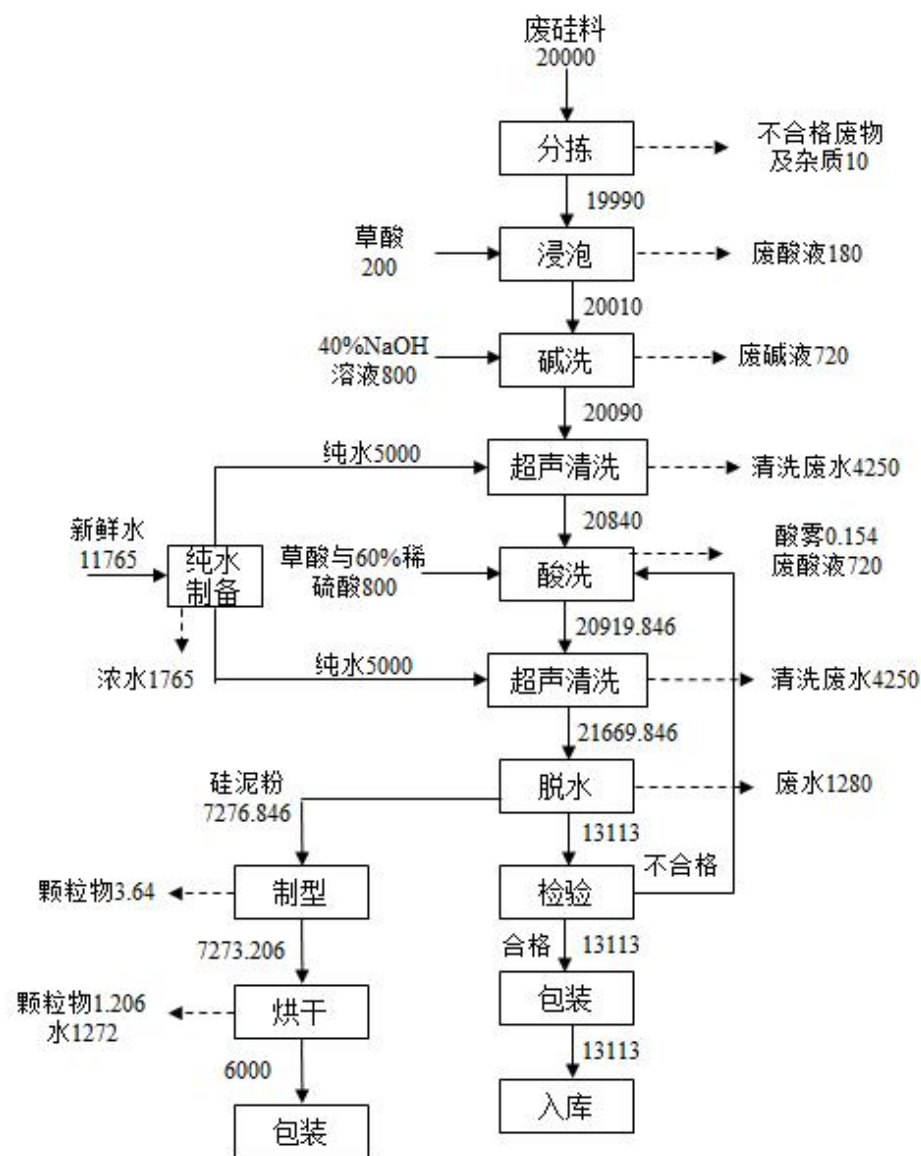 废硅料
20000
分拣
不合格废物
及杂质10
19990
草酸
200
浸泡
废酸液180
20010
40%NaOH
溶液800
碱洗
废碱液720
20090
纯水5000
超声清洗
清洗废水4250
20840
新鲜水
11765
纯水
制备
草酸与60%稀
硫酸800
酸洗
酸雾0.154
废酸液720
20919.846
浓水1765
纯水5000
超声清洗
清洗废水4250
21669.846
硅泥粉
7276.846
脱水
废水1280
13113
不合格
颗粒物3.64
制型
检验
7273.206
合格
13113
颗粒物1.206
水1272
烘干
包装
6000
13113
包装
入库